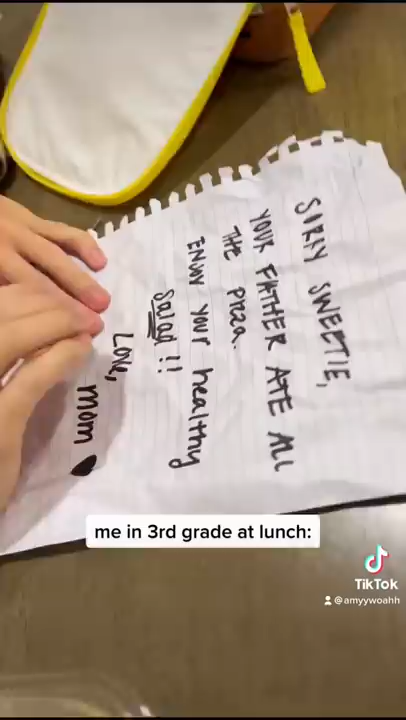 SORRY SWEETIE,
YOUR FATHER ATE ALL
THE PIZZA.
ENJOY YOUR healthy
Salad!!
Love,
mom
me in 3rd grade at lunch:
TikTok
@amyywoahh